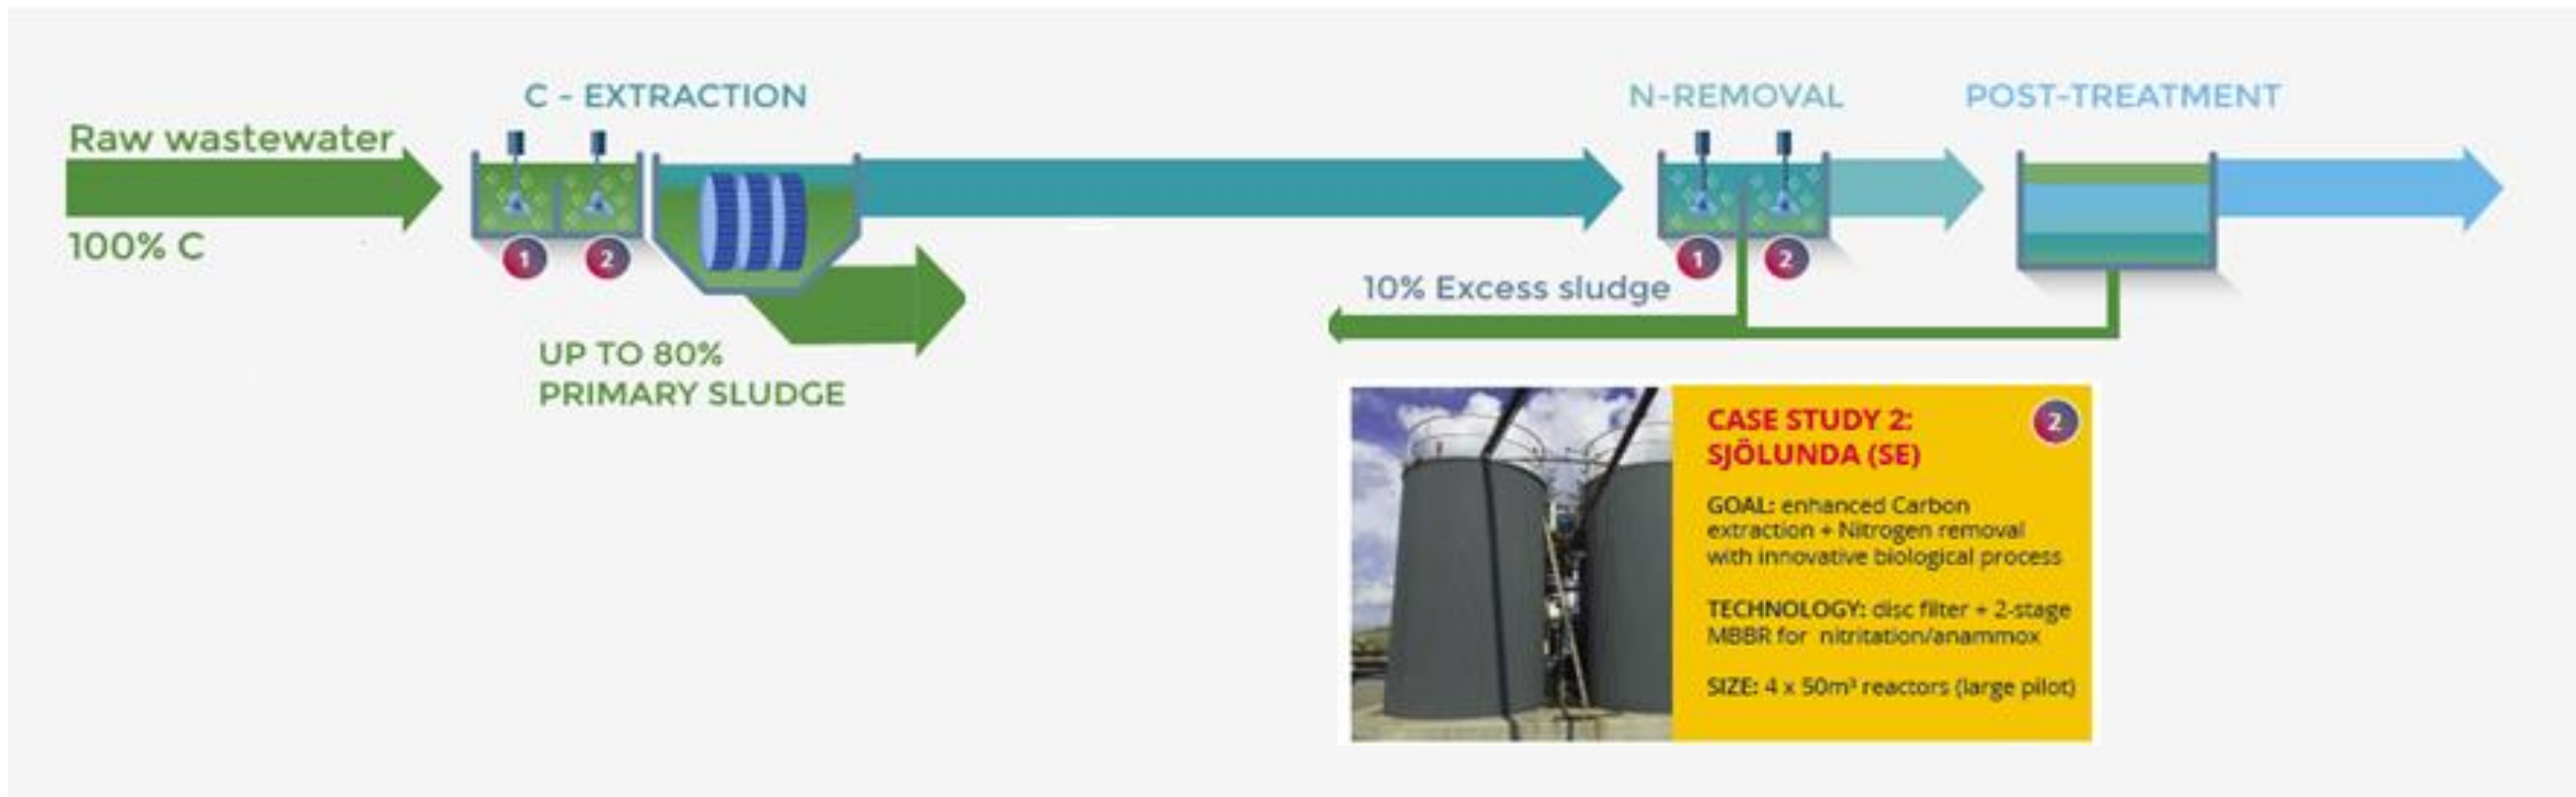 C - EXTRACTION
N-REMOVAL
POST-TREATMENT
Raw wastewater
100% C
1
2
1
2
10% Excess sludge
UP TO 80%
PRIMARY SLUDGE
CASE STUDY 2:
2
SJÖLUNDA (SE)
GOAL: enhanced Carbon
extraction + Nitrogen removal
with innovative biological process
TECHNOLOGY: disc filter + 2-stage
MBBR for nitritation/anammox
SIZE: 4 x 50m³ reactors (large pilot)